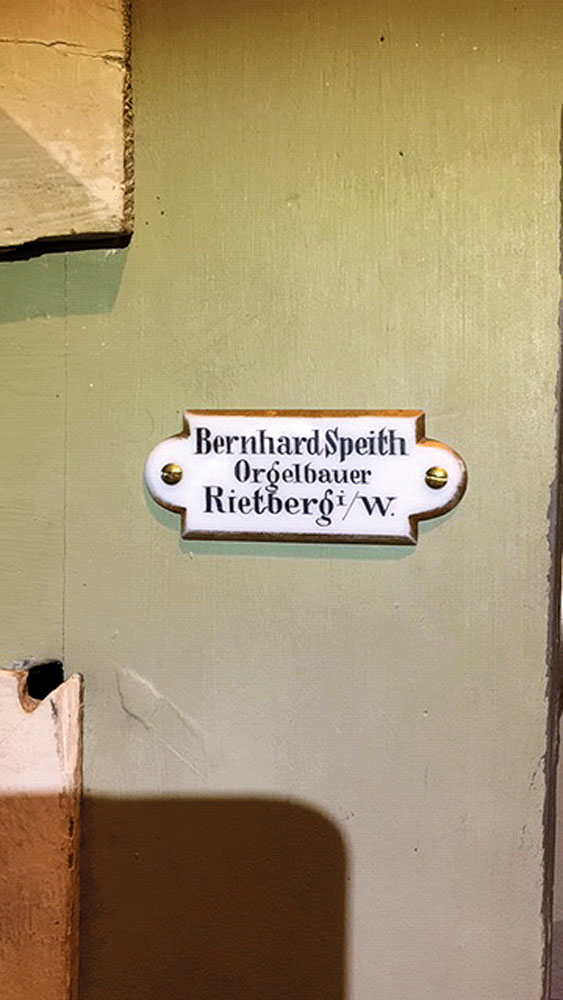 Bernhard Speith
Orgelbauer
Rietberg i/W.